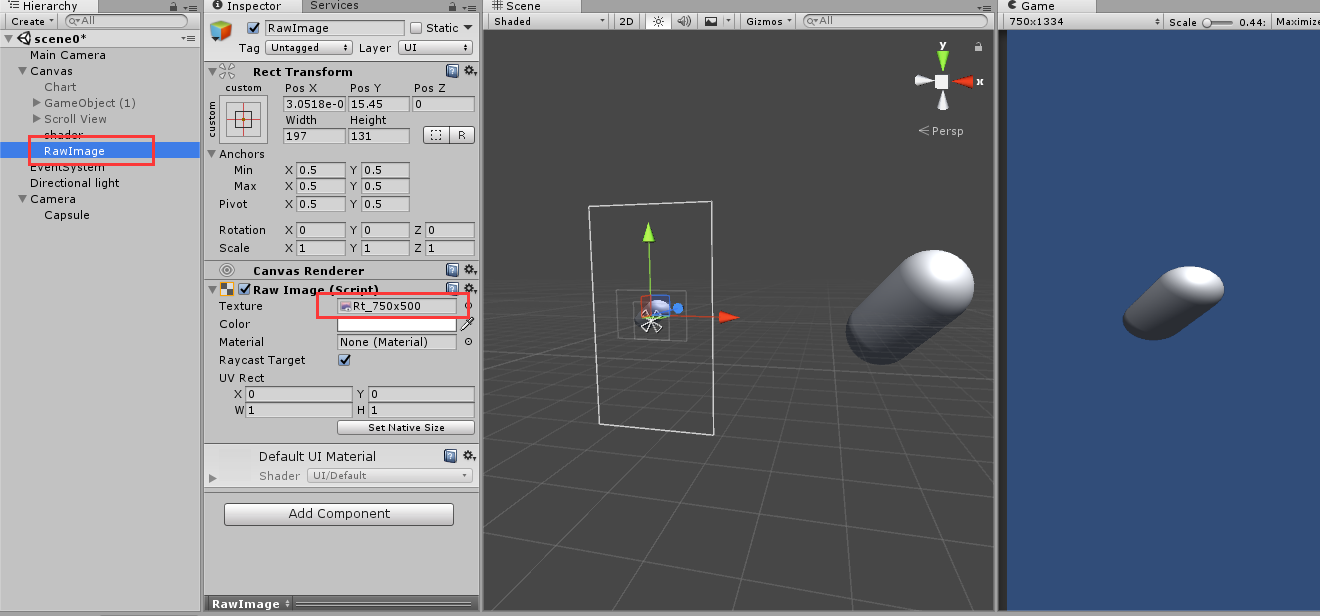 Hierarchy
Create
All
scene0*
Main Camera
Canvas
Chart
GameObject (1)
Scroll View
shader
RawImage
EventSystem
Directional light
Camera
Capsule
Inspector
Services
RawImage
Static
Tag Untagged Layer UI
Rect Transform
custom
custom
Pos X Pos Y Pos Z
3.0518e-0 15.45 0
Width Height
197 131
R
Anchors
Min X 0.5 Y 0.5
Max X 0.5 Y 0.5
Pivot X 0.5 Y 0.5
Rotation X 0 Y 0 Z 0
Scale X 1 Y 1 Z 1
Canvas Renderer
Raw Image (Script)
Texture Rt_750x500
Color
Material None (Material)
Raycast Target
UV Rect
X 0 Y 0
W 1 H 1
Set Native Size
Default UI Material
Shader UI/Default
Add Component
RawImage
Scene
Shaded 2D Gizmos All
y
x
Persp
Game
750x1334 Scale 0.44: Maximize